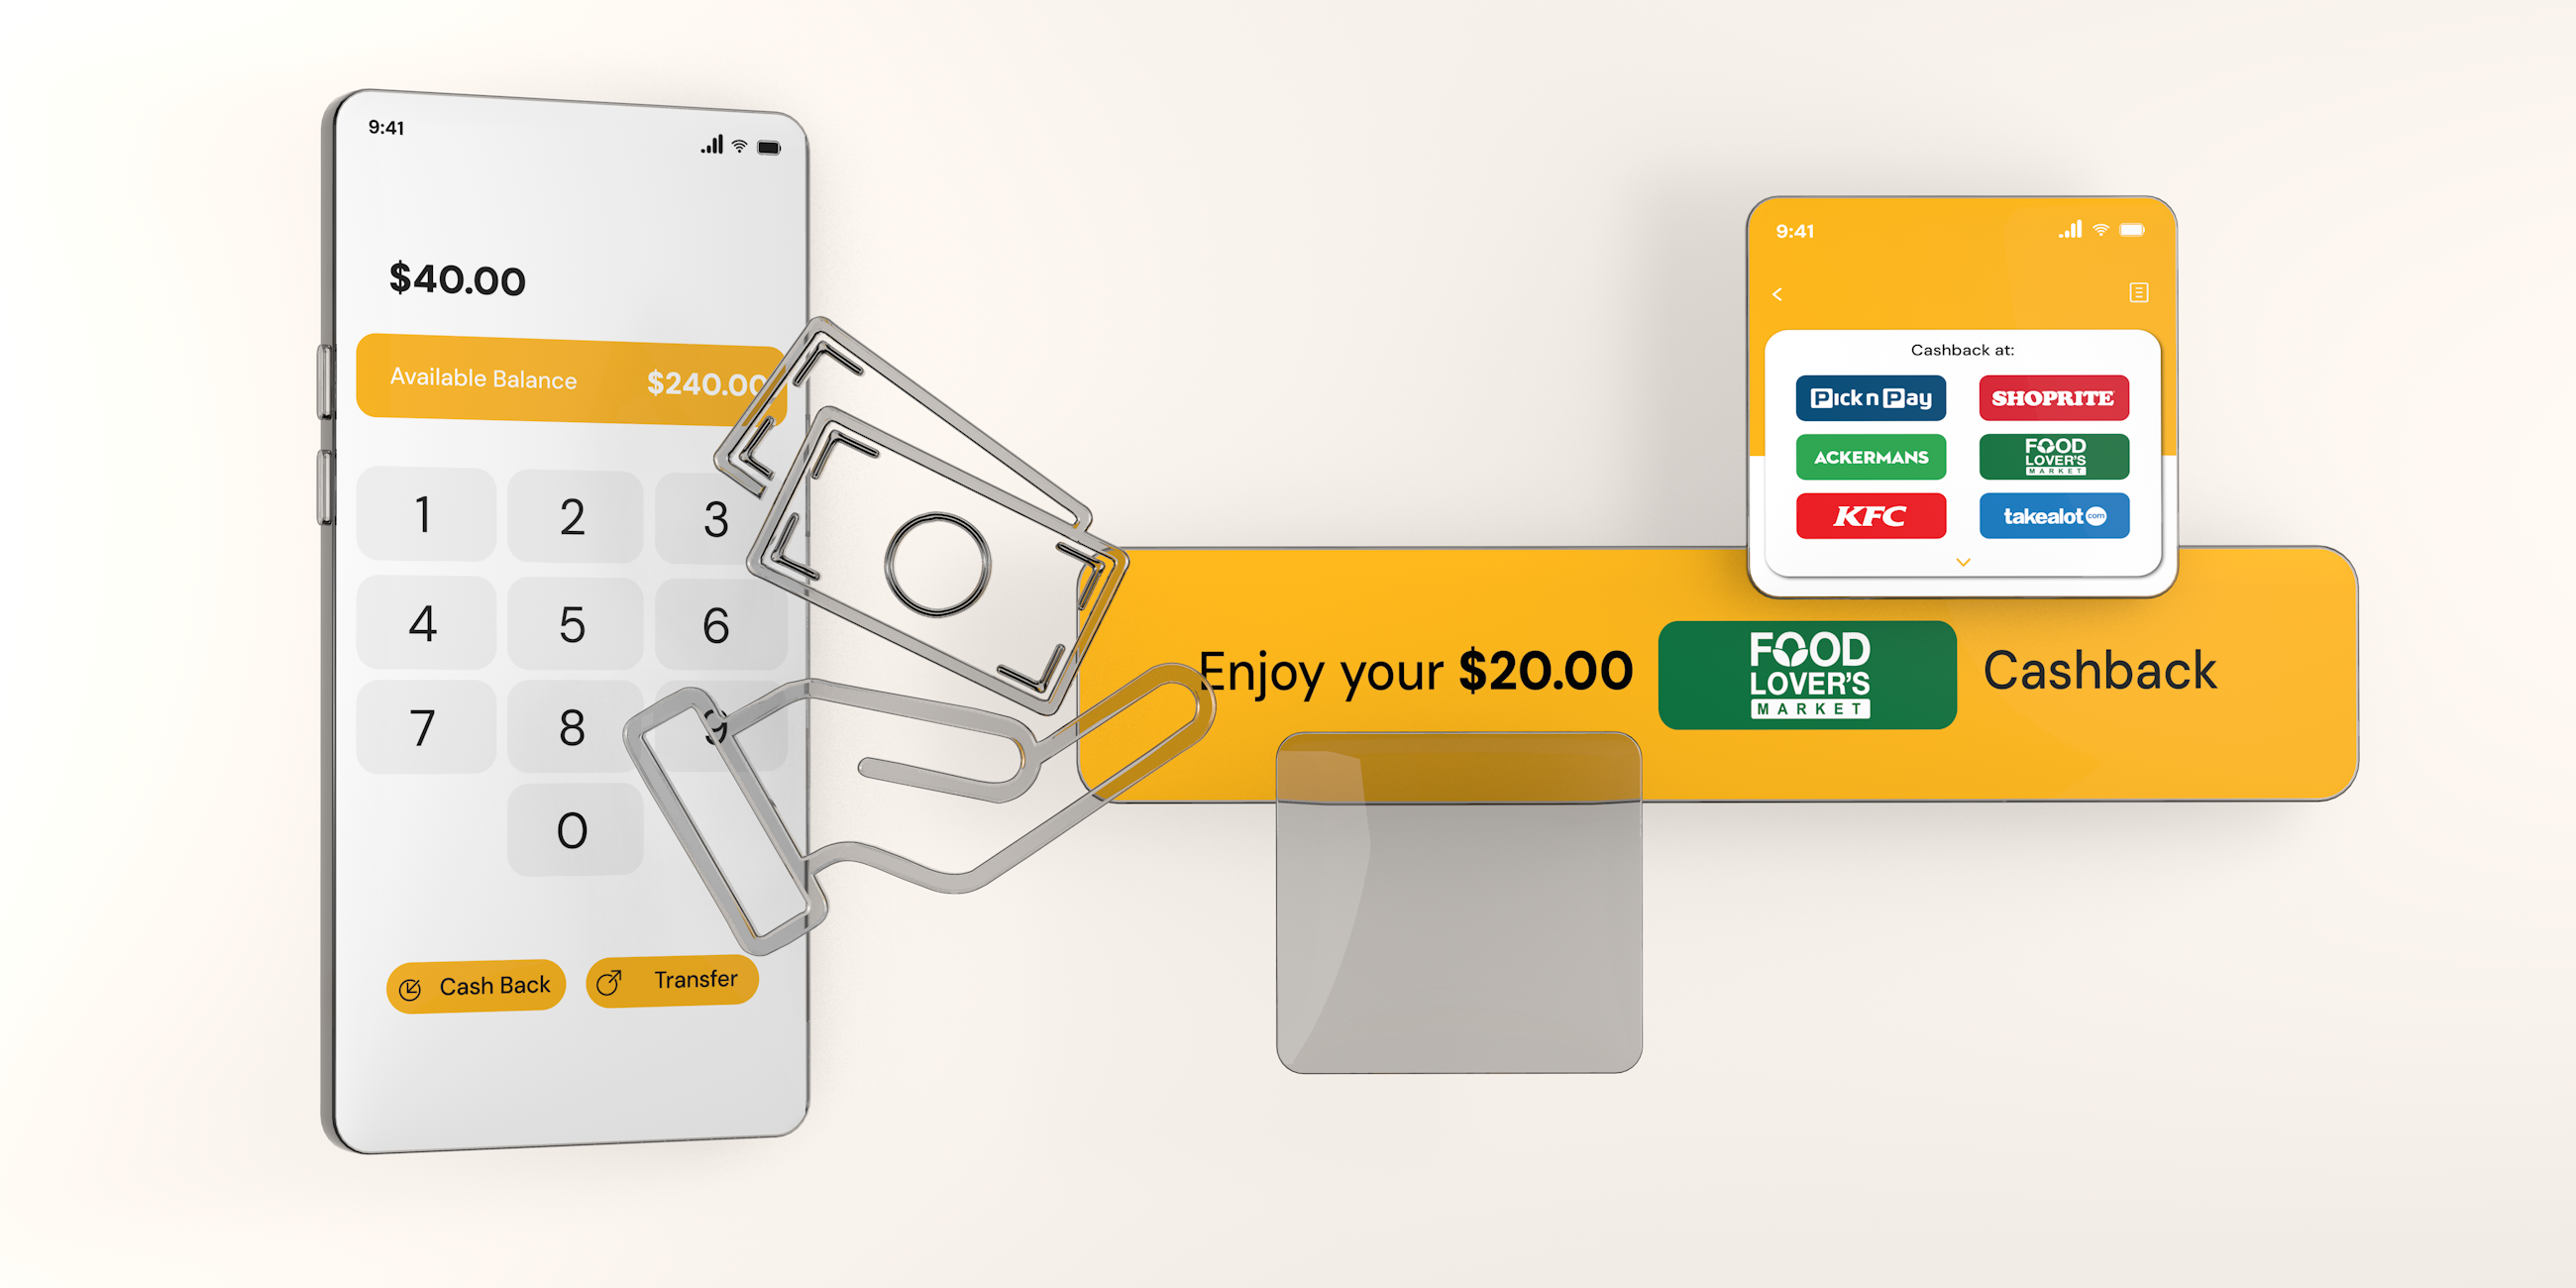 9:41
$40.00
Available Balance $240.00
1 2 3
4 5 6
7 8 9
0
Cash Back Transfer
9:41
Cashback at:
Pick n Pay SHOPRITE
ACKERMANS FOOD LOVER'S MARKET
KFC takealot com
Enjoy your $20.00 FOOD LOVER'S MARKET Cashback